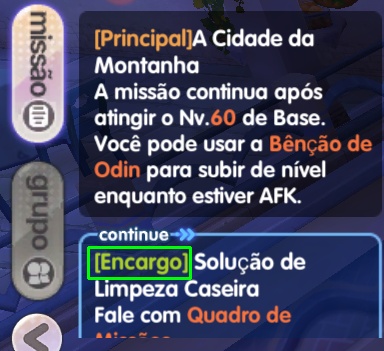 missão
grupo
[Principal]A Cidade da
Montanha
A missão continua após
atingir o Nv.60 de Base.
Você pode usar a Bênção de
Odin para subir de nível
enquanto estiver AFK.
continue
[Encargo] Solução de
Limpeza Caseira
Fale com Quadro de
Missões